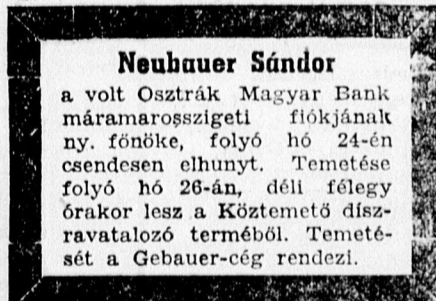 Neubauer Sándor
a volt Osztrák Magyar Bank
máramarosszigeti fiókjának
ny. főnöke, folyó hó 24-én
csendesen elhunyt. Temetése
folyó hó 26-án, déli félegy
órakor lesz a Köztemető dísz-
ravatalozó terméből. Temeté-
sét a Gebauer-cég rendezi.